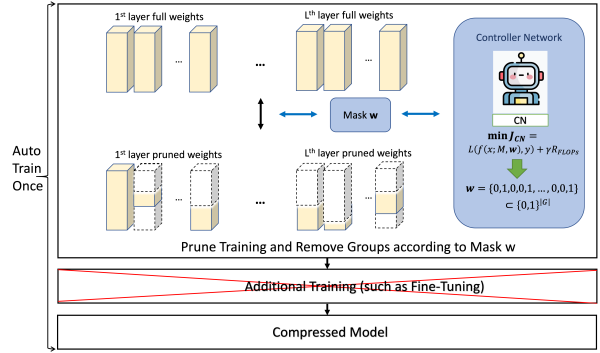 1st layer full weights
Lth layer full weights
Controller Network
...
...
...
CN
Mask w
min J_CN =
L(f(x; M, w), y) + γR_FLOPs
Auto
Train
Once
1st layer pruned weights
Lth layer pruned weights
w = {0,1,0,0,1, ..., 0,0,1}
⊂ {0,1}^|G|
...
...
...
Prune Training and Remove Groups according to Mask w
Additional Training (such as Fine-Tuning)
Compressed Model